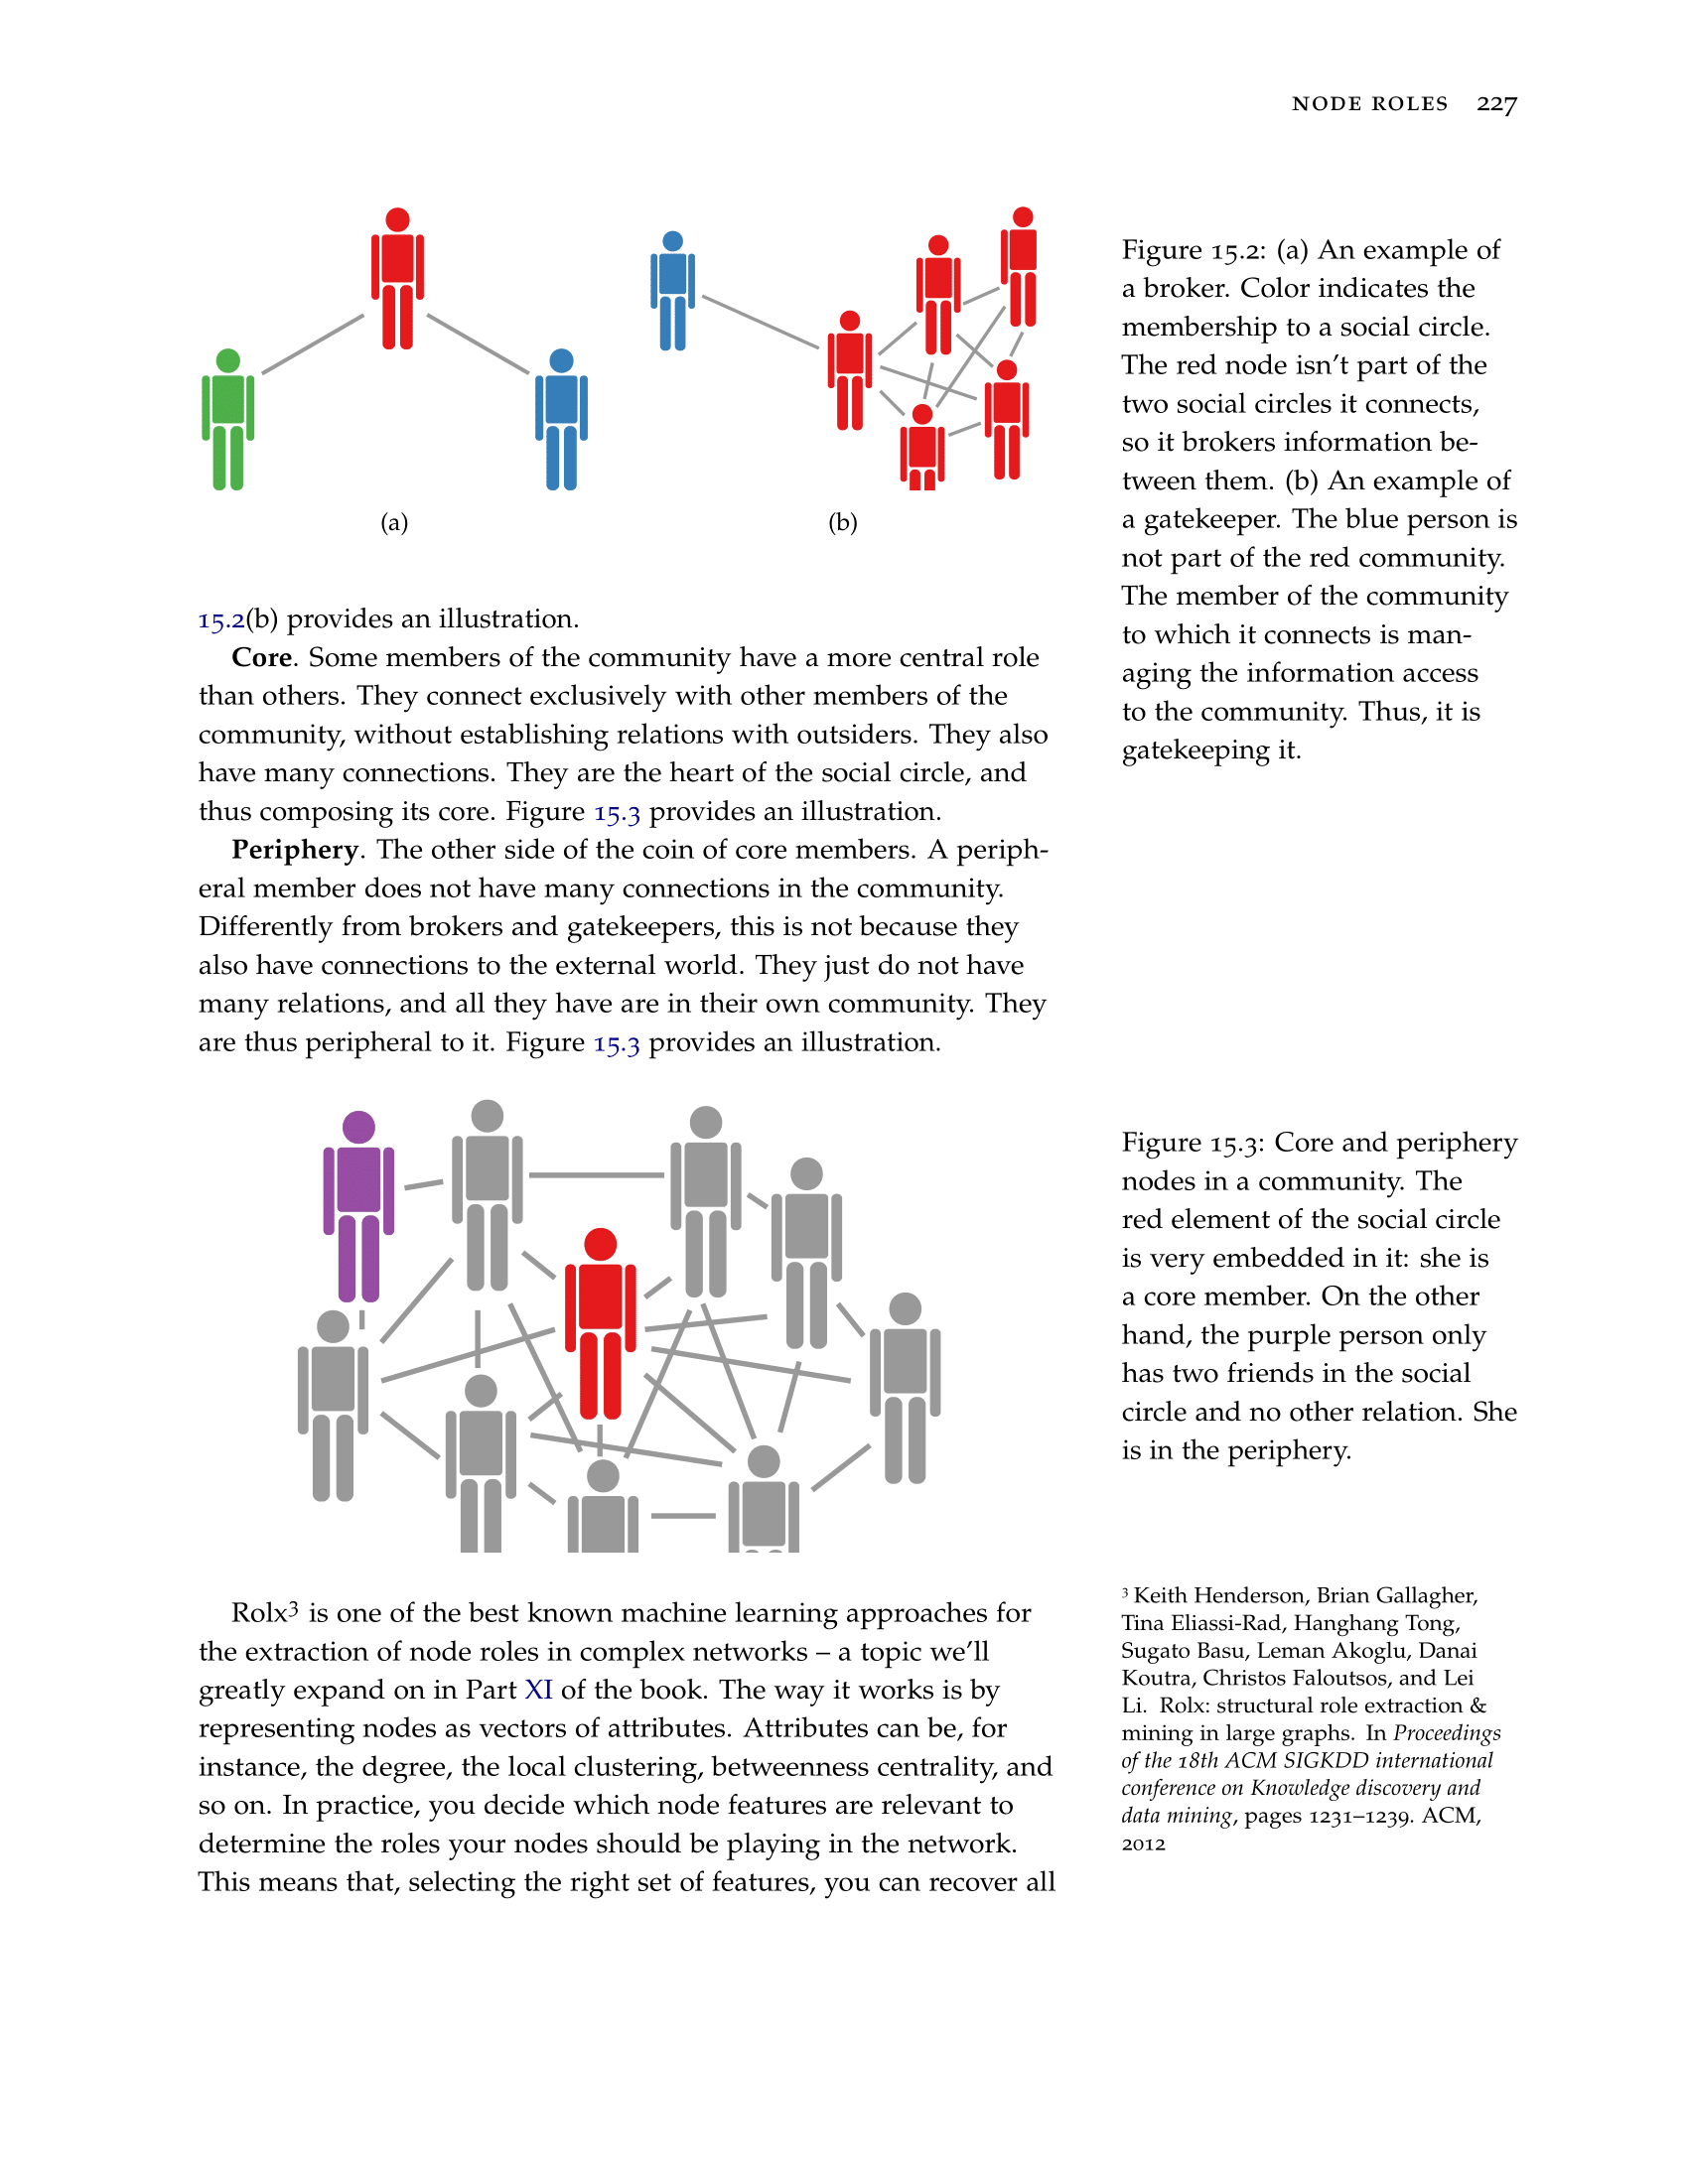 NODE ROLES 227
(a)
(b)
Figure 15.2: (a) An example of
a broker. Color indicates the
membership to a social circle.
The red node isn't part of the
two social circles it connects,
so it brokers information be-
tween them. (b) An example of
a gatekeeper. The blue person is
not part of the red community.
The member of the community
to which it connects is man-
aging the information access
to the community. Thus, it is
gatekeeping it.
15.2(b) provides an illustration.
Core. Some members of the community have a more central role
than others. They connect exclusively with other members of the
community, without establishing relations with outsiders. They also
have many connections. They are the heart of the social circle, and
thus composing its core. Figure 15.3 provides an illustration.
Periphery. The other side of the coin of core members. A periph-
eral member does not have many connections in the community.
Differently from brokers and gatekeepers, this is not because they
also have connections to the external world. They just do not have
many relations, and all they have are in their own community. They
are thus peripheral to it. Figure 15.3 provides an illustration.
Figure 15.3: Core and periphery
nodes in a community. The
red element of the social circle
is very embedded in it: she is
a core member. On the other
hand, the purple person only
has two friends in the social
circle and no other relation. She
is in the periphery.
Rolx3 is one of the best known machine learning approaches for
the extraction of node roles in complex networks – a topic we'll
greatly expand on in Part XI of the book. The way it works is by
representing nodes as vectors of attributes. Attributes can be, for
instance, the degree, the local clustering, betweenness centrality, and
so on. In practice, you decide which node features are relevant to
determine the roles your nodes should be playing in the network.
This means that, selecting the right set of features, you can recover all
3 Keith Henderson, Brian Gallagher,
Tina Eliassi-Rad, Hanghang Tong,
Sugato Basu, Leman Akoglu, Danai
Koutra, Christos Faloutsos, and Lei
Li. Rolx: structural role extraction &
mining in large graphs. In Proceedings
of the 18th ACM SIGKDD international
conference on Knowledge discovery and
data mining, pages 1231–1239. ACM,
2012